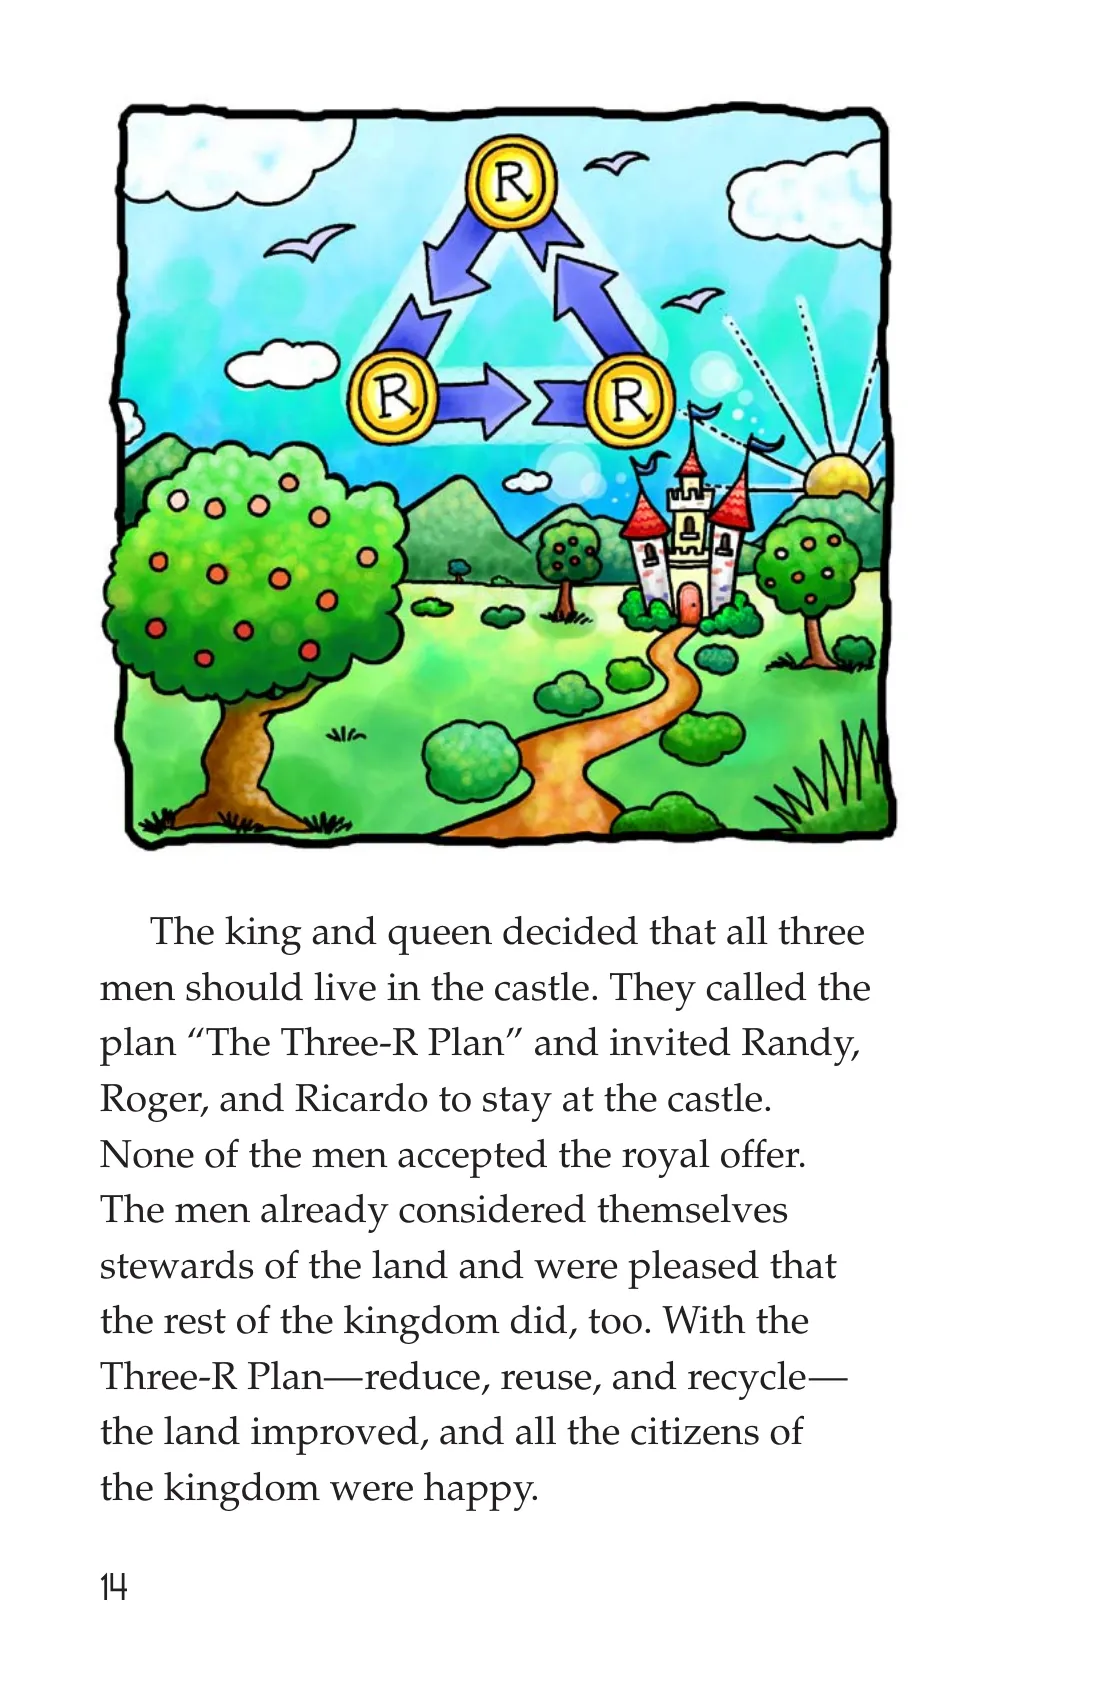 R
R
R
The king and queen decided that all three
men should live in the castle. They called the
plan “The Three-R Plan” and invited Randy,
Roger, and Ricardo to stay at the castle.
None of the men accepted the royal offer.
The men already considered themselves
stewards of the land and were pleased that
the rest of the kingdom did, too. With the
Three-R Plan—reduce, reuse, and recycle—
the land improved, and all the citizens of
the kingdom were happy.
14